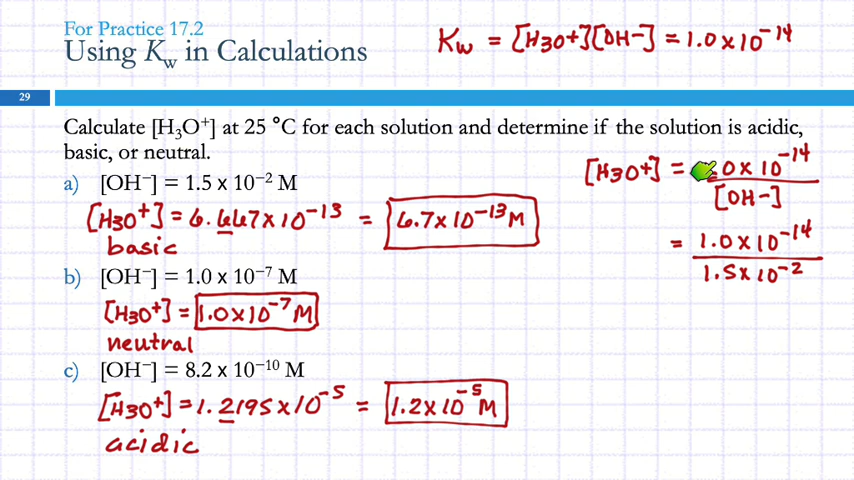 For Practice 17.2
Using Kw in Calculations
Kw = [H3O+][OH-] = 1.0 x 10⁻¹⁴
29
Calculate [H₃O⁺] at 25 °C for each solution and determine if the solution is acidic,
basic, or neutral.
a) [OH⁻] = 1.5 x 10⁻² M
[H3O+] = 6.667 x 10⁻¹³ = 6.7 x 10⁻¹³ M
basic
b) [OH⁻] = 1.0 x 10⁻⁷ M
[H3O+] = 1.0 x 10⁻⁷ M
neutral
c) [OH⁻] = 8.2 x 10⁻¹⁰ M
[H3O+] = 1.2195 x 10⁻⁵ = 1.2 x 10⁻⁵ M
acidic
[H3O+] = 0 x 10⁻¹⁴
[OH-]
= 1.0 x 10⁻¹⁴
1.5 x 10⁻²